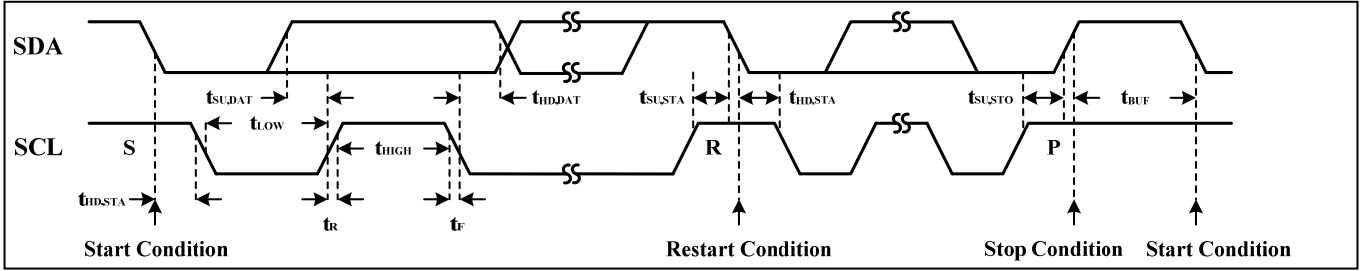 SDA
tSU,DAT
tHD,DAT
tSU,STA
tHD,STA
tSU,STO
tBUF
tLOW
SCL
S
tHIGH
R
P
tHD,STA
tR
tF
Start Condition
Restart Condition
Stop Condition
Start Condition